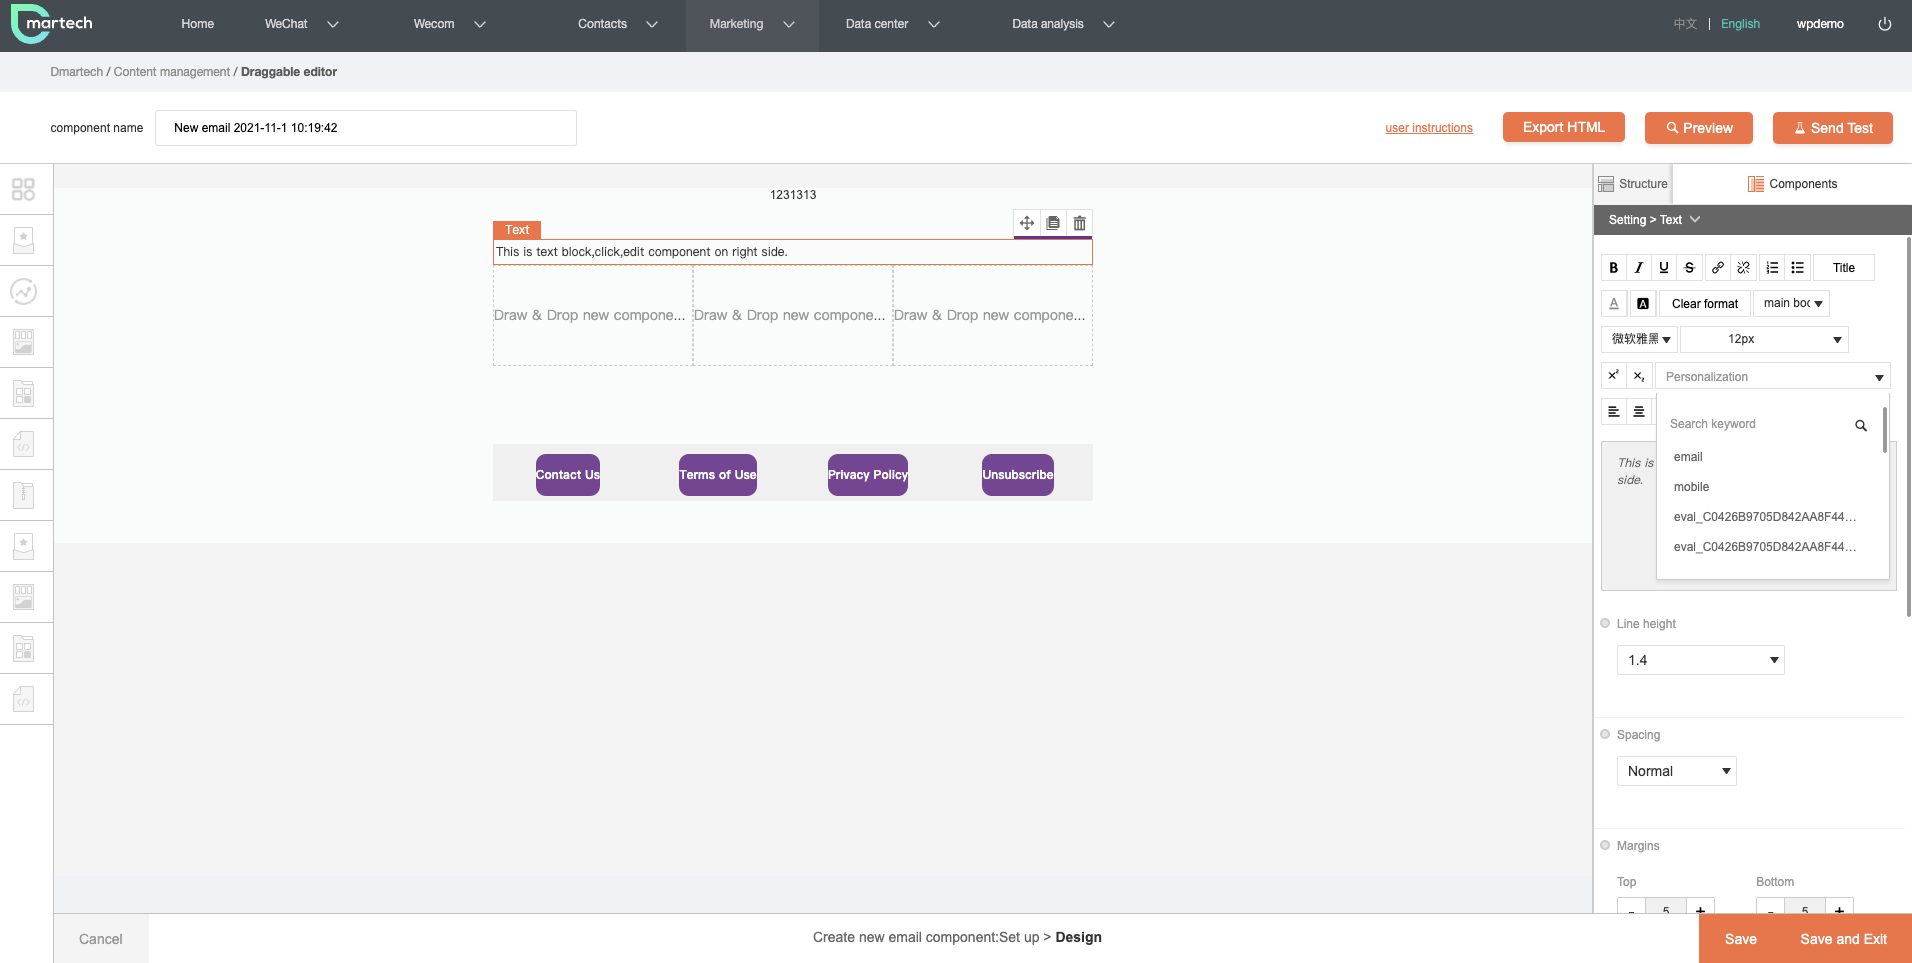 Dmartech
Home
WeChat
Wecom
Contacts
Marketing
Data center
Data analysis
中文 | English
wpdemo
Dmartech / Content management / Draggable editor
component name
New email 2021-11-1 10:19:42
user instructions
Export HTML
Preview
Send Test
1231313
Text
This is text block,click,edit component on right side.
Draw & Drop new compone...
Draw & Drop new compone...
Draw & Drop new compone...
Contact Us
Terms of Use
Privacy Policy
Unsubscribe
Structure
Components
Setting > Text
B I U S
Title
A
A
Clear format
main boc
微软雅黑
12px
Personalization
Search keyword
email
mobile
eval_C0426B9705D842AA8F44...
eval_C0426B9705D842AA8F44...
This is
side.
Line height
1.4
Spacing
Normal
Margins
Top
Bottom
- 5 +
- 5 +
Cancel
Create new email component:Set up > Design
Save
Save and Exit